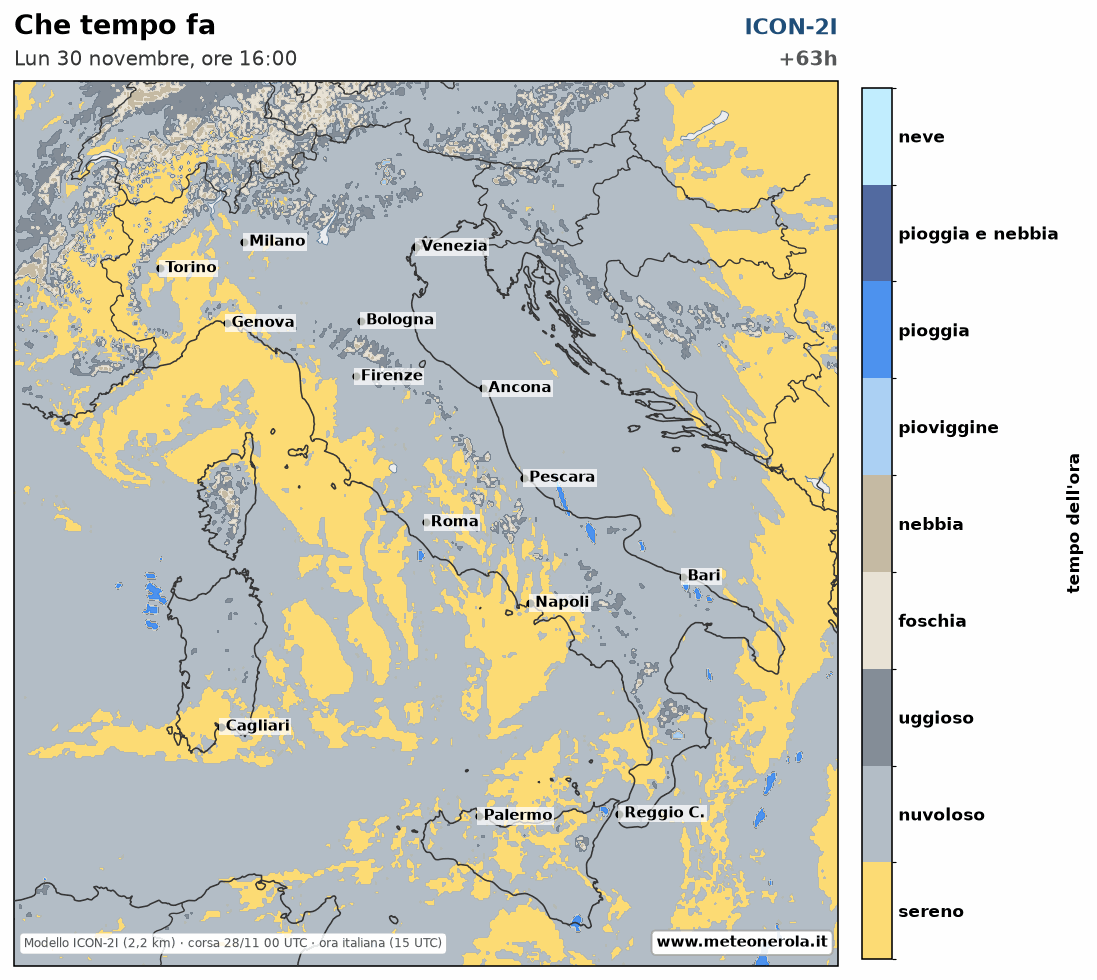 Che tempo fa
ICON-2I
Lun 30 novembre, ore 16:00
+63h
neve
pioggia e nebbia
pioggia
pioviggine
nebbia
foschia
uggioso
nuvoloso
sereno
tempo dell'ora
Milano
Venezia
Torino
Genova
Bologna
Firenze
Ancona
Pescara
Roma
Bari
Napoli
Cagliari
Palermo
Reggio C.
Modello ICON-2I (2,2 km) · corsa 28/11 00 UTC · ora italiana (15 UTC)
www.meteonerola.it